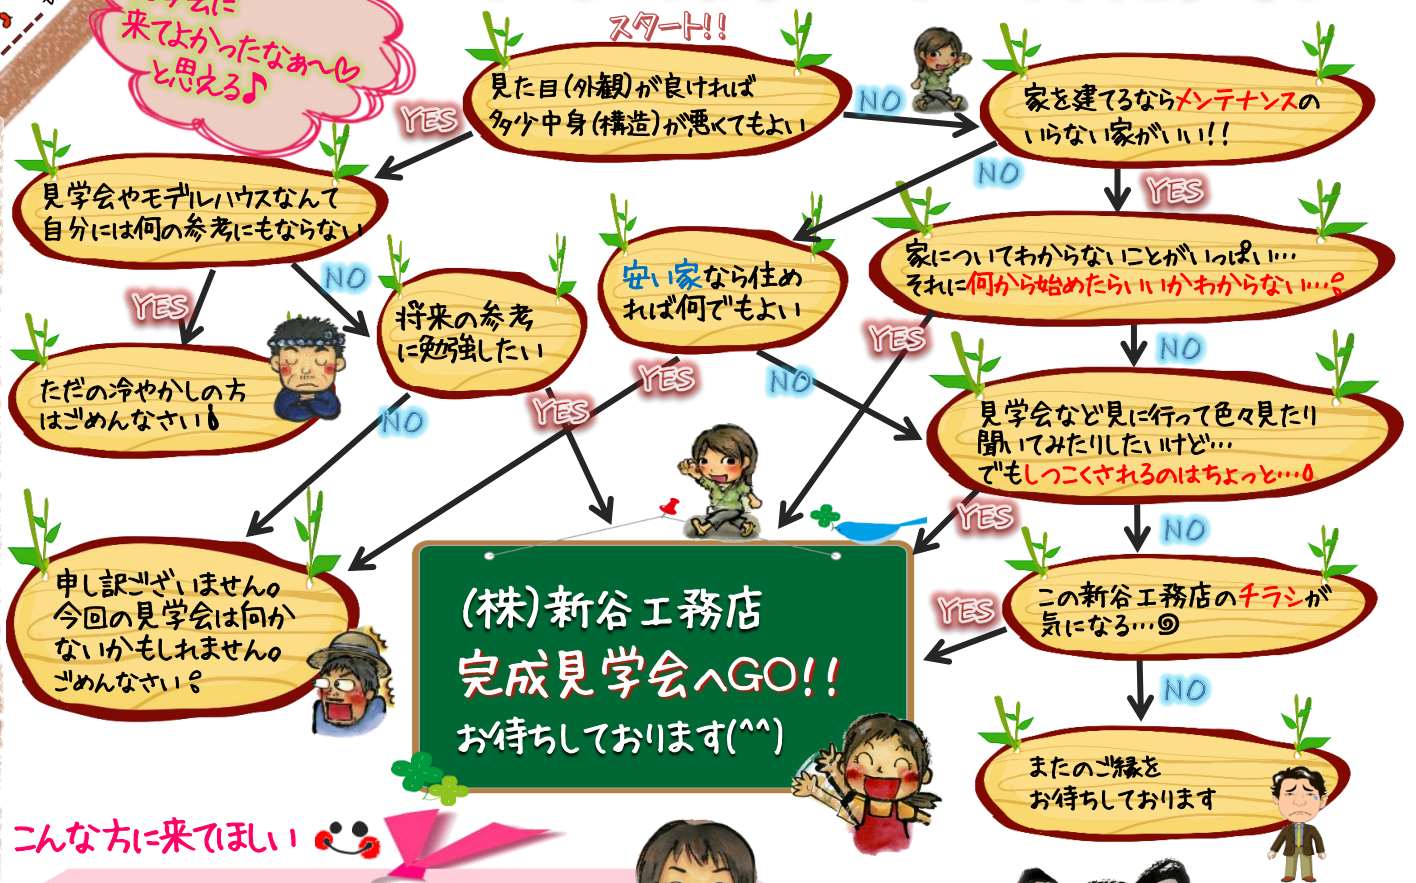 来てよかったなぁ～♡
と思える♪
スタート!!
見た目(外観)が良ければ
多少中身(構造)が悪くてもよい
YES
NO
家を建てるならメンテナンスの
いらない家がいい!!
NO
YES
見学会やモデルハウスなんて
自分には何の参考にもならない
YES
NO
将来の参考
に勉強したい
NO
YES
安い家なら住め
れば何でもよい
YES
NO
家についてわからないことがいっぱい…
それに何から始めたらいいかわからない…
YES
NO
ただの冷やかしの方
はごめんなさい
見学会など見に行って色々見たり
聞いてみたりしたいけど…
でもしつこくされるのはちょっと…
YES
NO
申し訳ございません。
今回の見学会は向か
ないかもしれません。
ごめんなさい
(株)新谷工務店
完成見学会へGO!!
お待ちしております(^^)
この新谷工務店のチラシが
気になる…
YES
NO
またのご縁を
お待ちしております
こんな方に来てほしい